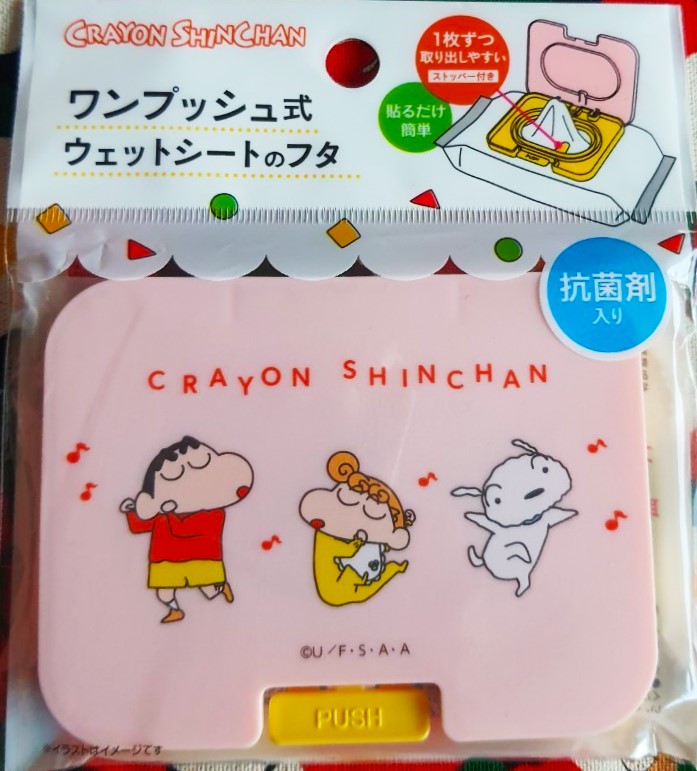 CRAYON SHINCHAN
ワンプッシュ式
ウェットシートのフタ
1枚ずつ
取り出しやすい
ストッパー付き
貼るだけ
簡単
抗菌剤
入り
CRAYON SHINCHAN
©U/F・S・A・A
PUSH
※イラストはイメージです